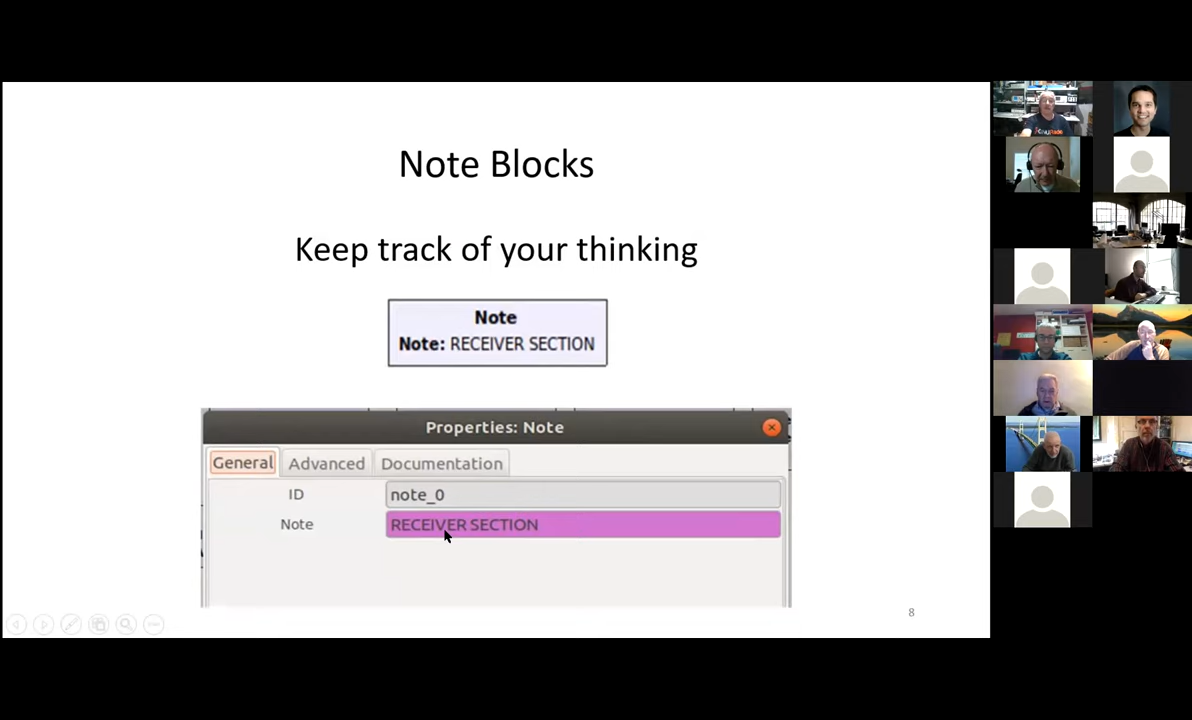 Note Blocks
Keep track of your thinking
Note
Note: RECEIVER SECTION
Properties: Note
General Advanced Documentation
ID note_0
Note RECEIVER SECTION
8